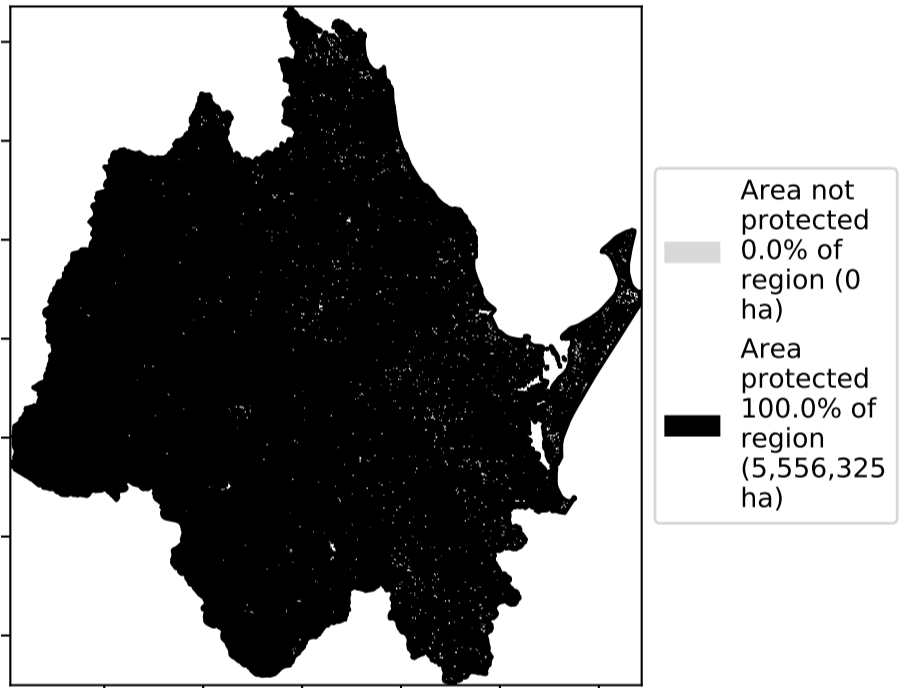 Area not
protected
0.0% of
region (0
ha)
Area
protected
100.0% of
region
(5,556,325
ha)